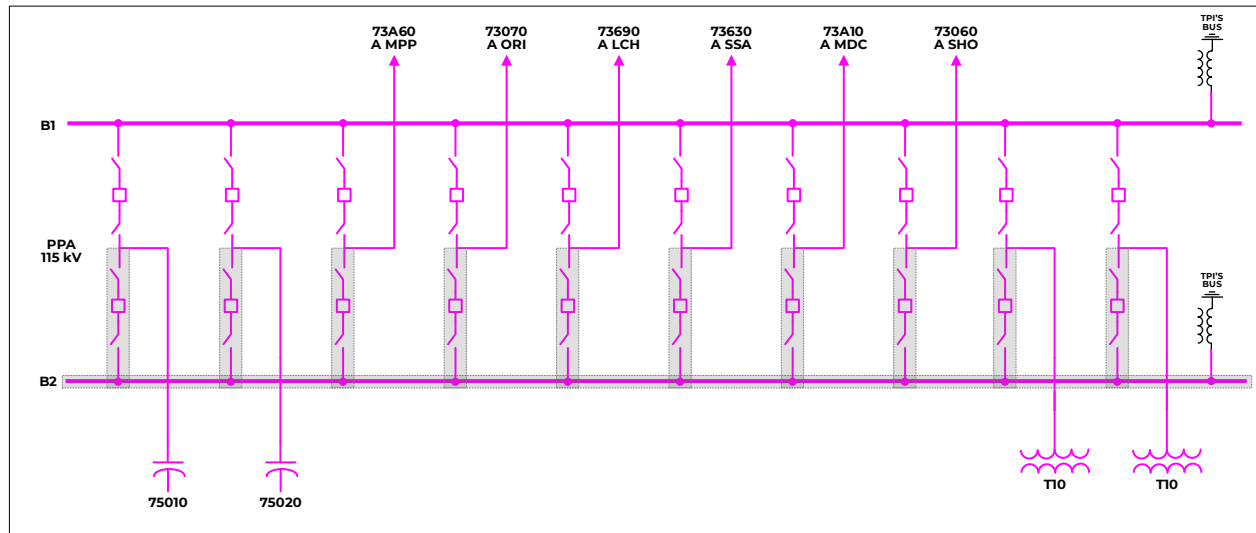 73A60
A MPP
73070
A ORI
73690
A LCH
73630
A SSA
73A10
A MDC
73060
A SHO
TPI'S
BUS
B1
PPA
115 kV
TPI'S
BUS
B2
75010
75020
T10
T10